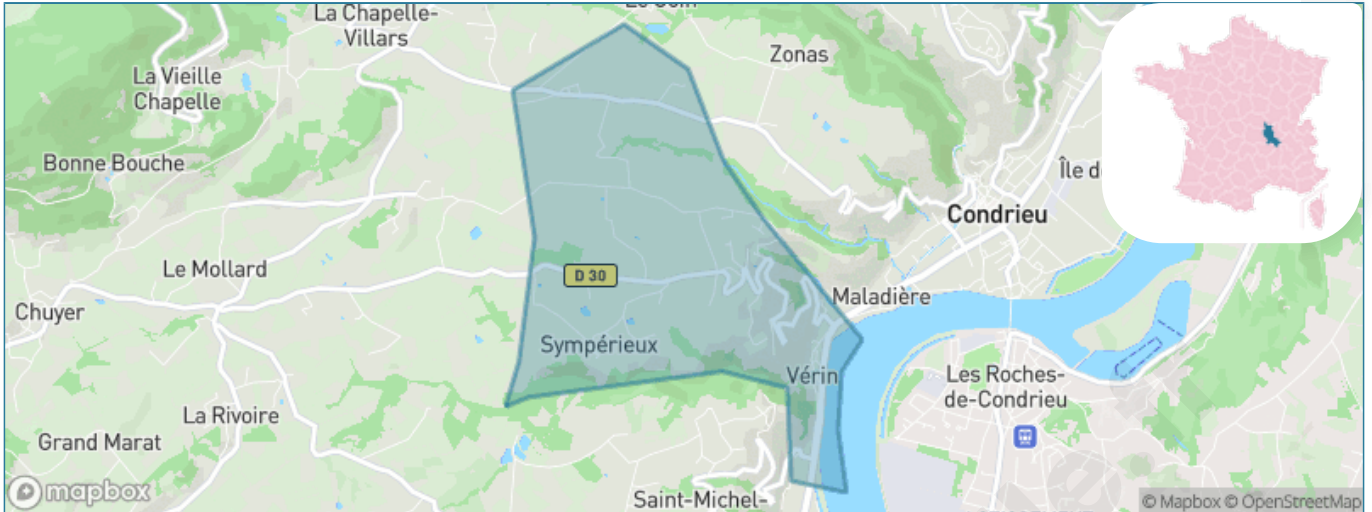 La Chapelle-
Villars
Zonas
La Vieille
Chapelle
Bonne Bouche
Île d
Condrieu
Le Mollard
D 30
Maladière
Chuyer
Sympérieux
Vérin
Les Roches-
de-Condrieu
La Rivoire
Grand Marat
mapbox
Saint-Michel-
© Mapbox © OpenStreetMap